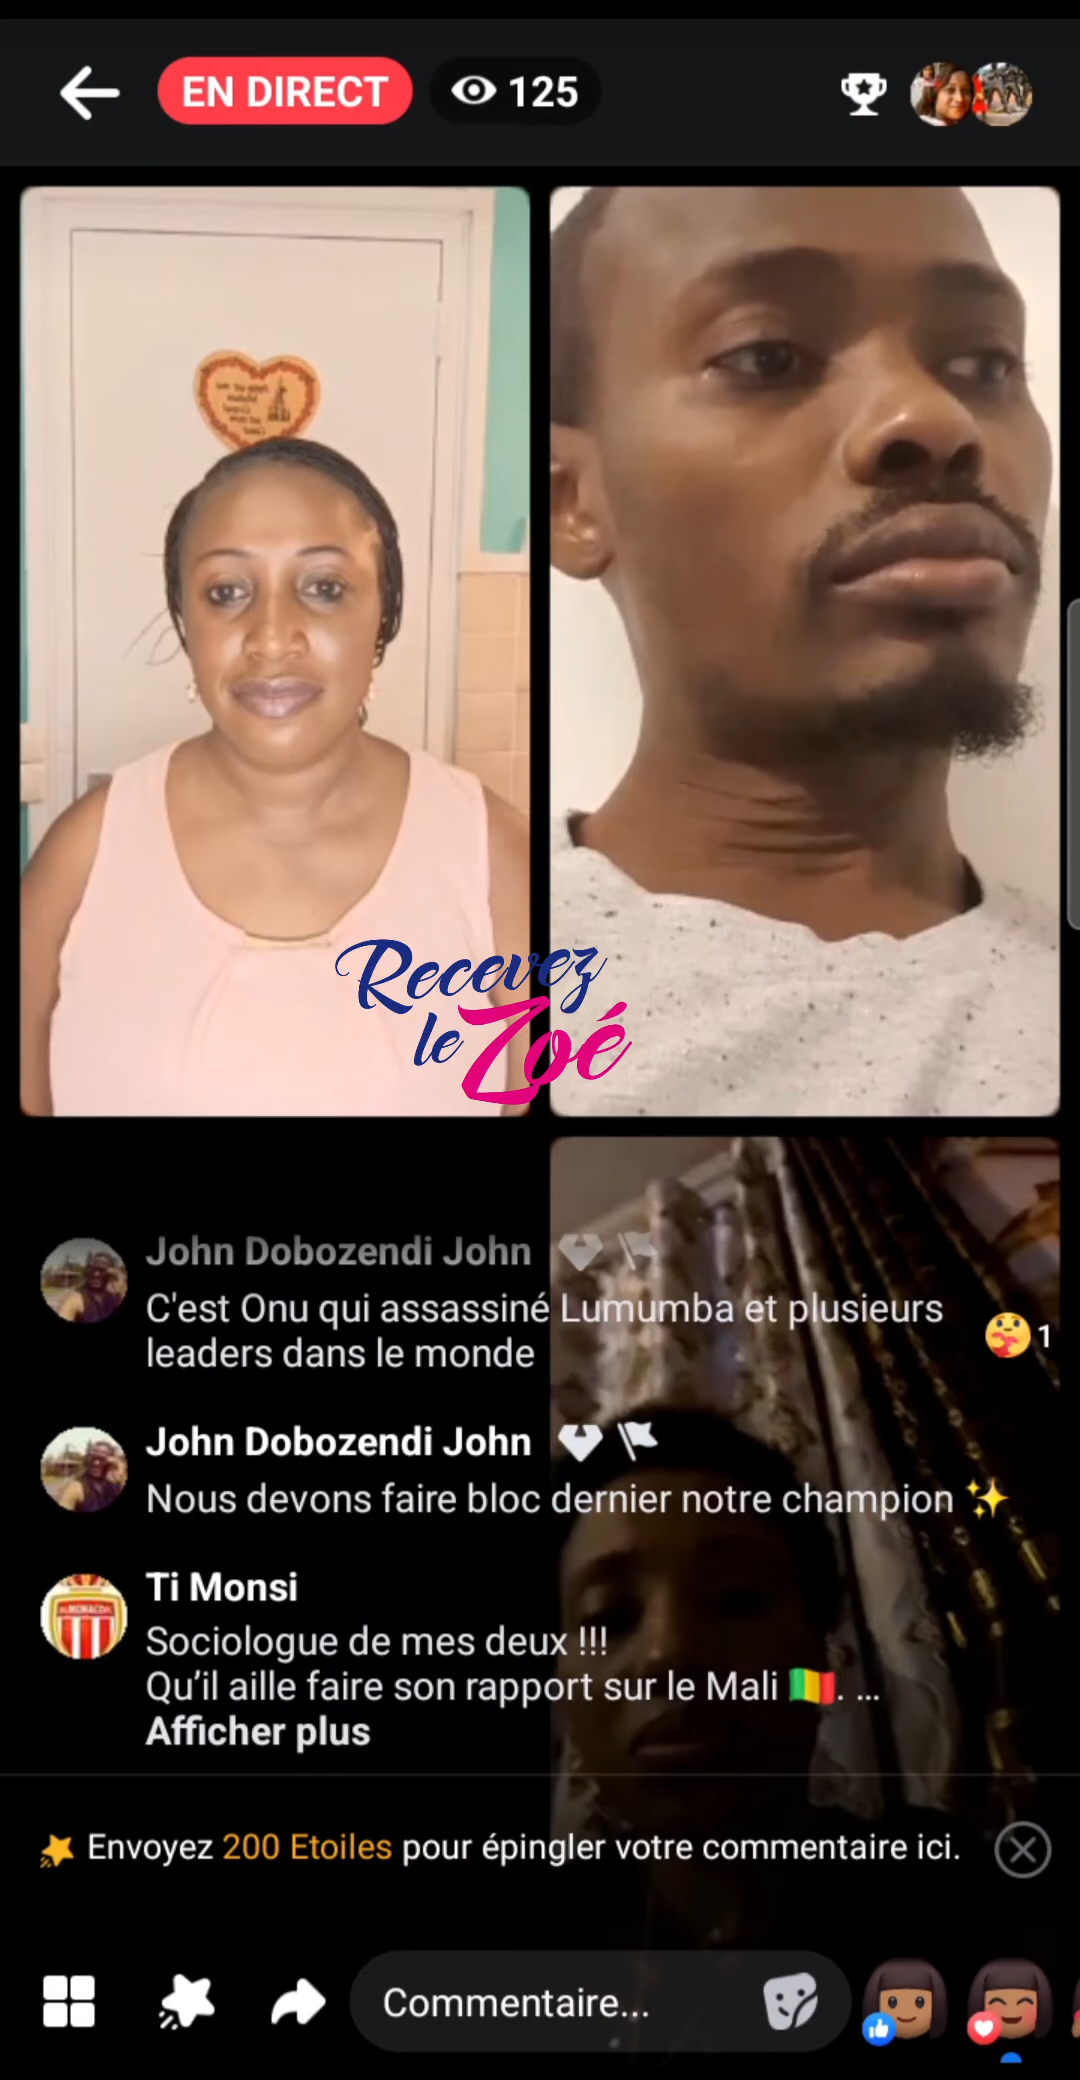 EN DIRECT
125
Recevez
le Zoé
John Dobozendi John
C'est Onu qui assassiné Lumumba et plusieurs
leaders dans le monde
1
John Dobozendi John
Nous devons faire bloc dernier notre champion ✨
Ti Monsi
Sociologue de mes deux !!!
Qu’il aille faire son rapport sur le Mali 🇲🇱. ...
Afficher plus
Envoyez 200 Etoiles pour épingler votre commentaire ici.
Commentaire...